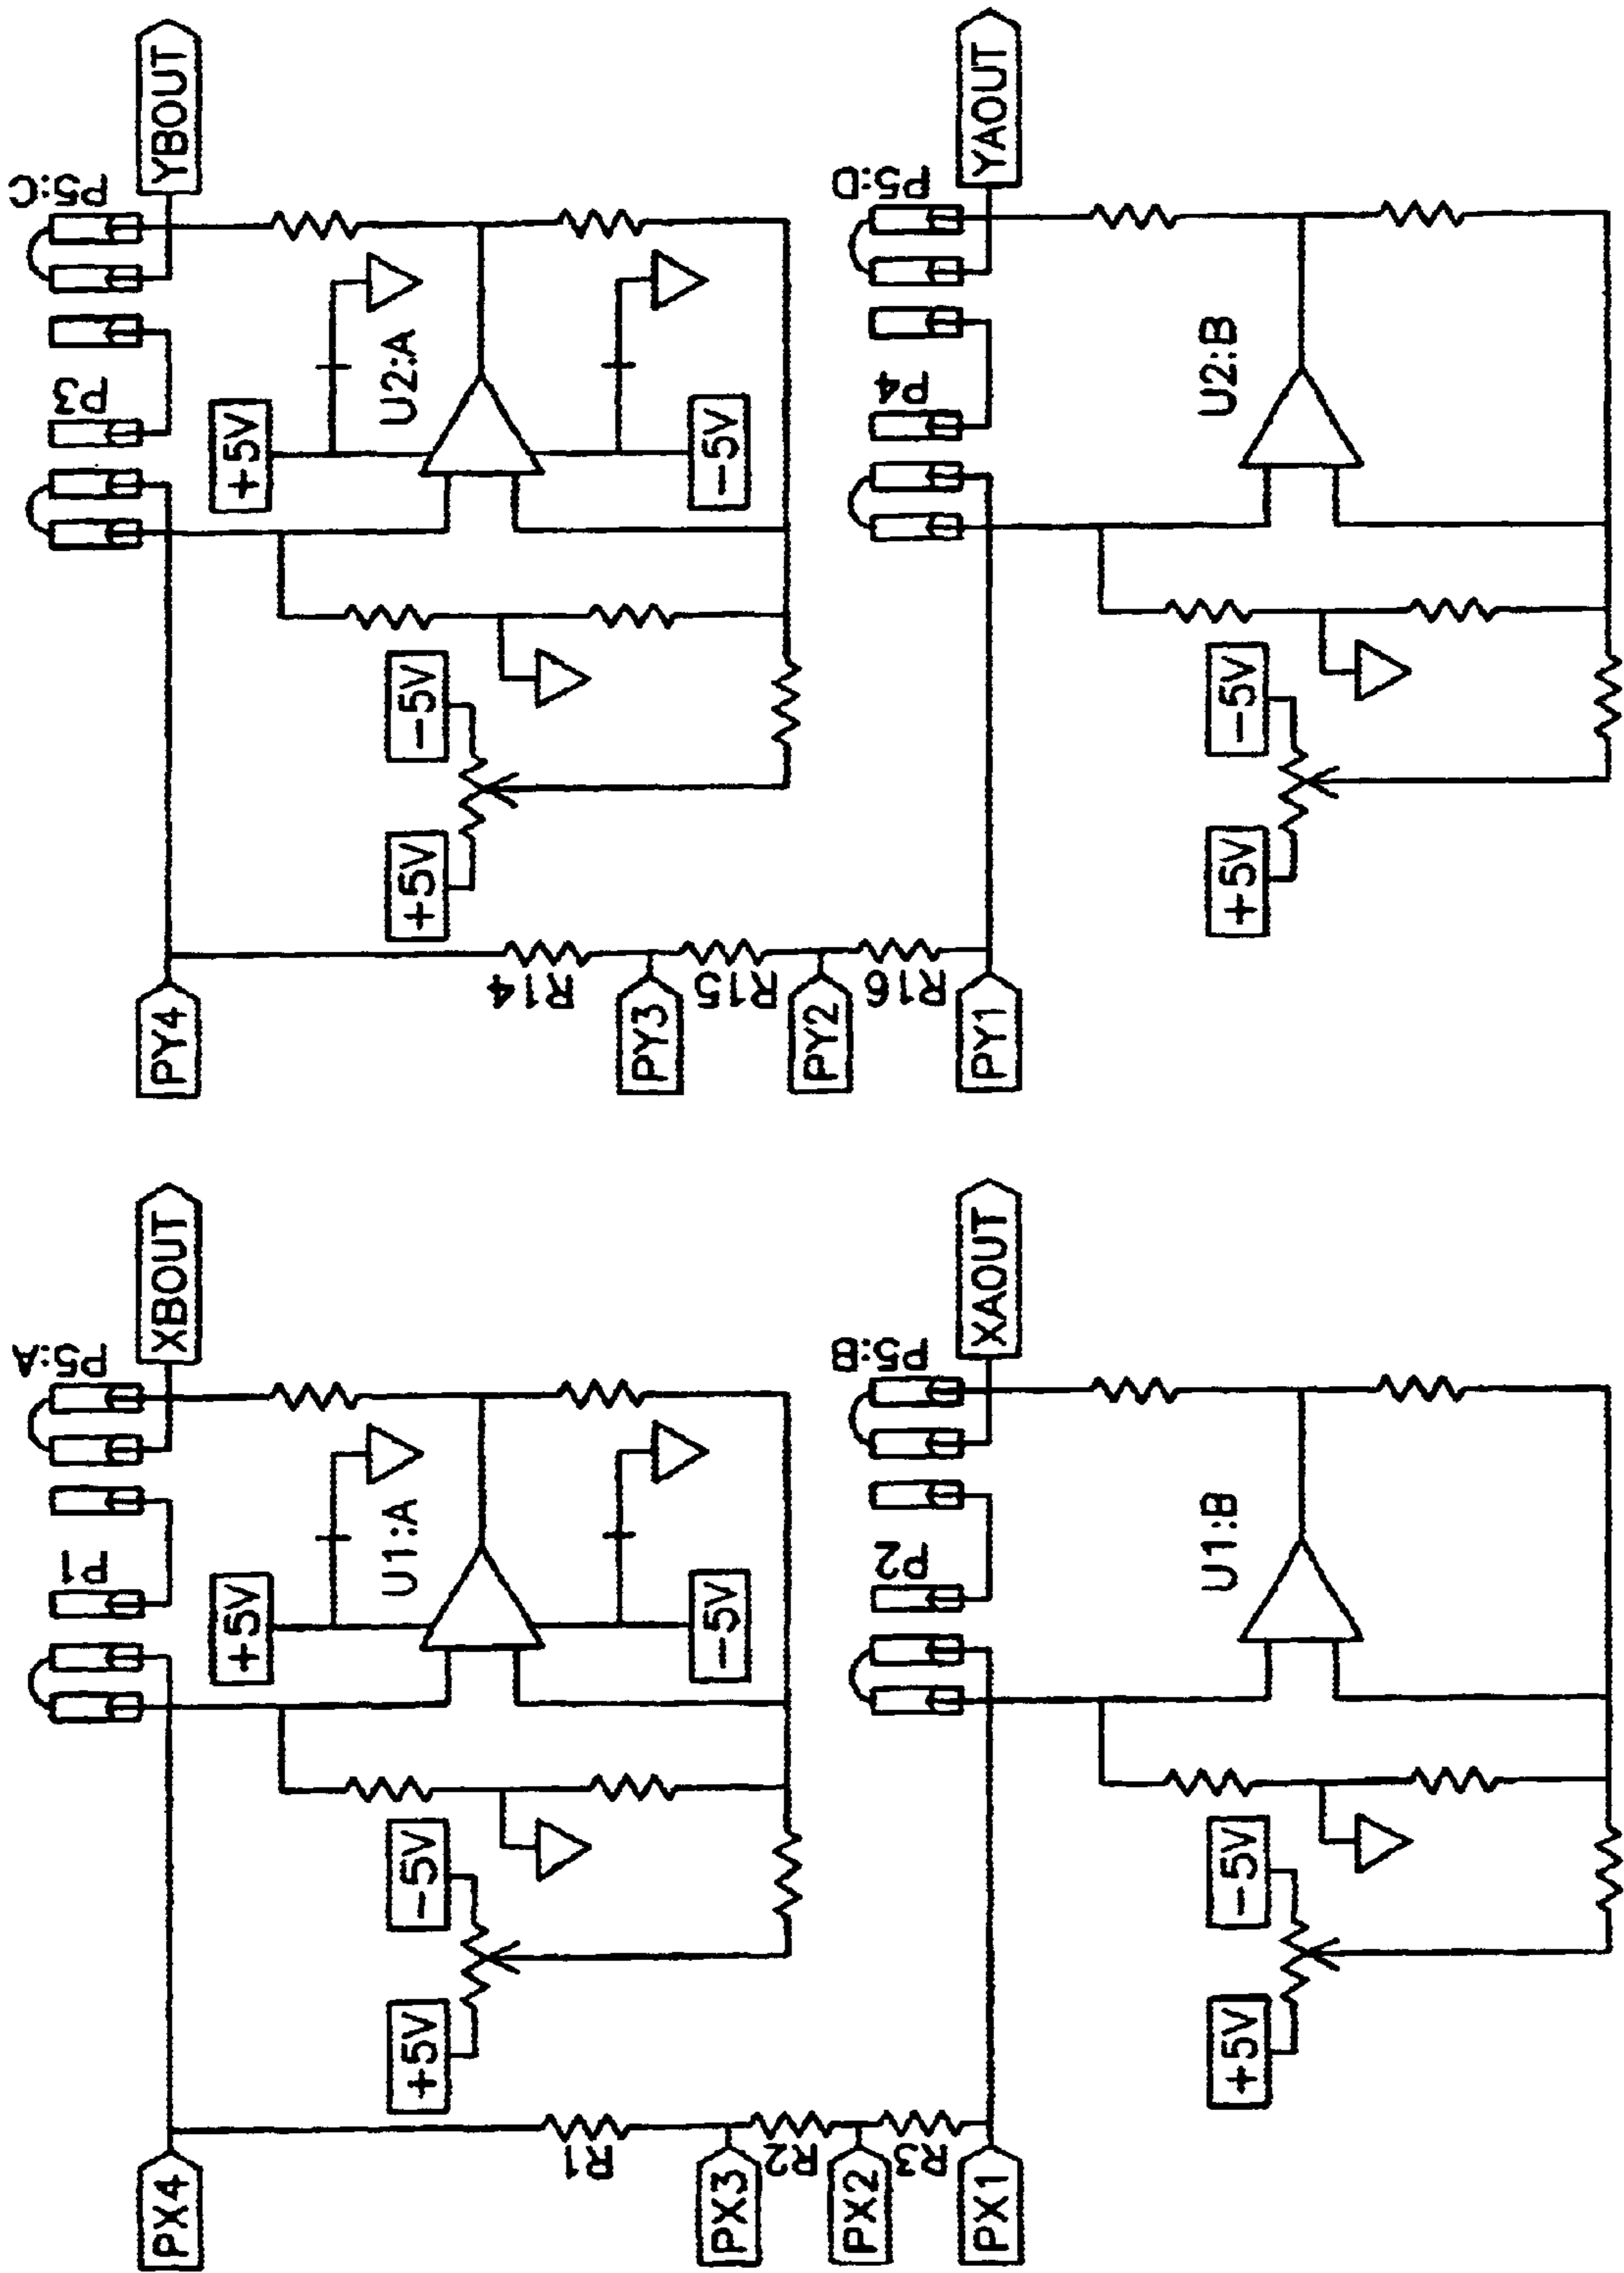 PX4
P1
P5:A
XBOUT
+5V
U1:A
-5V
+5V
-5V
R1
PX3
R2
PX2
R3
PX1
P2
P5:B
XAOUT
U1:B
+5V
-5V
PY4
P3
P5:C
YBOUT
+5V
U2:A
-5V
+5V
-5V
R14
PY3
R15
PY2
R16
PY1
P4
P5:D
YAOUT
U2:B
+5V
-5V